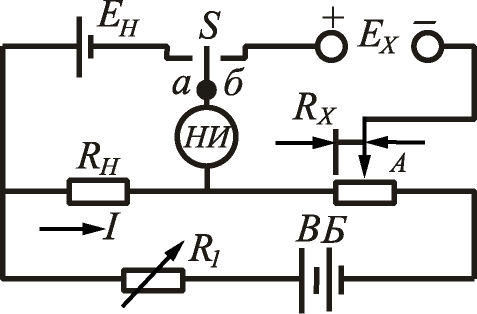 E_H S + E_X −
а б
НИ
R_X
R_H A
I
R_1 ВБ